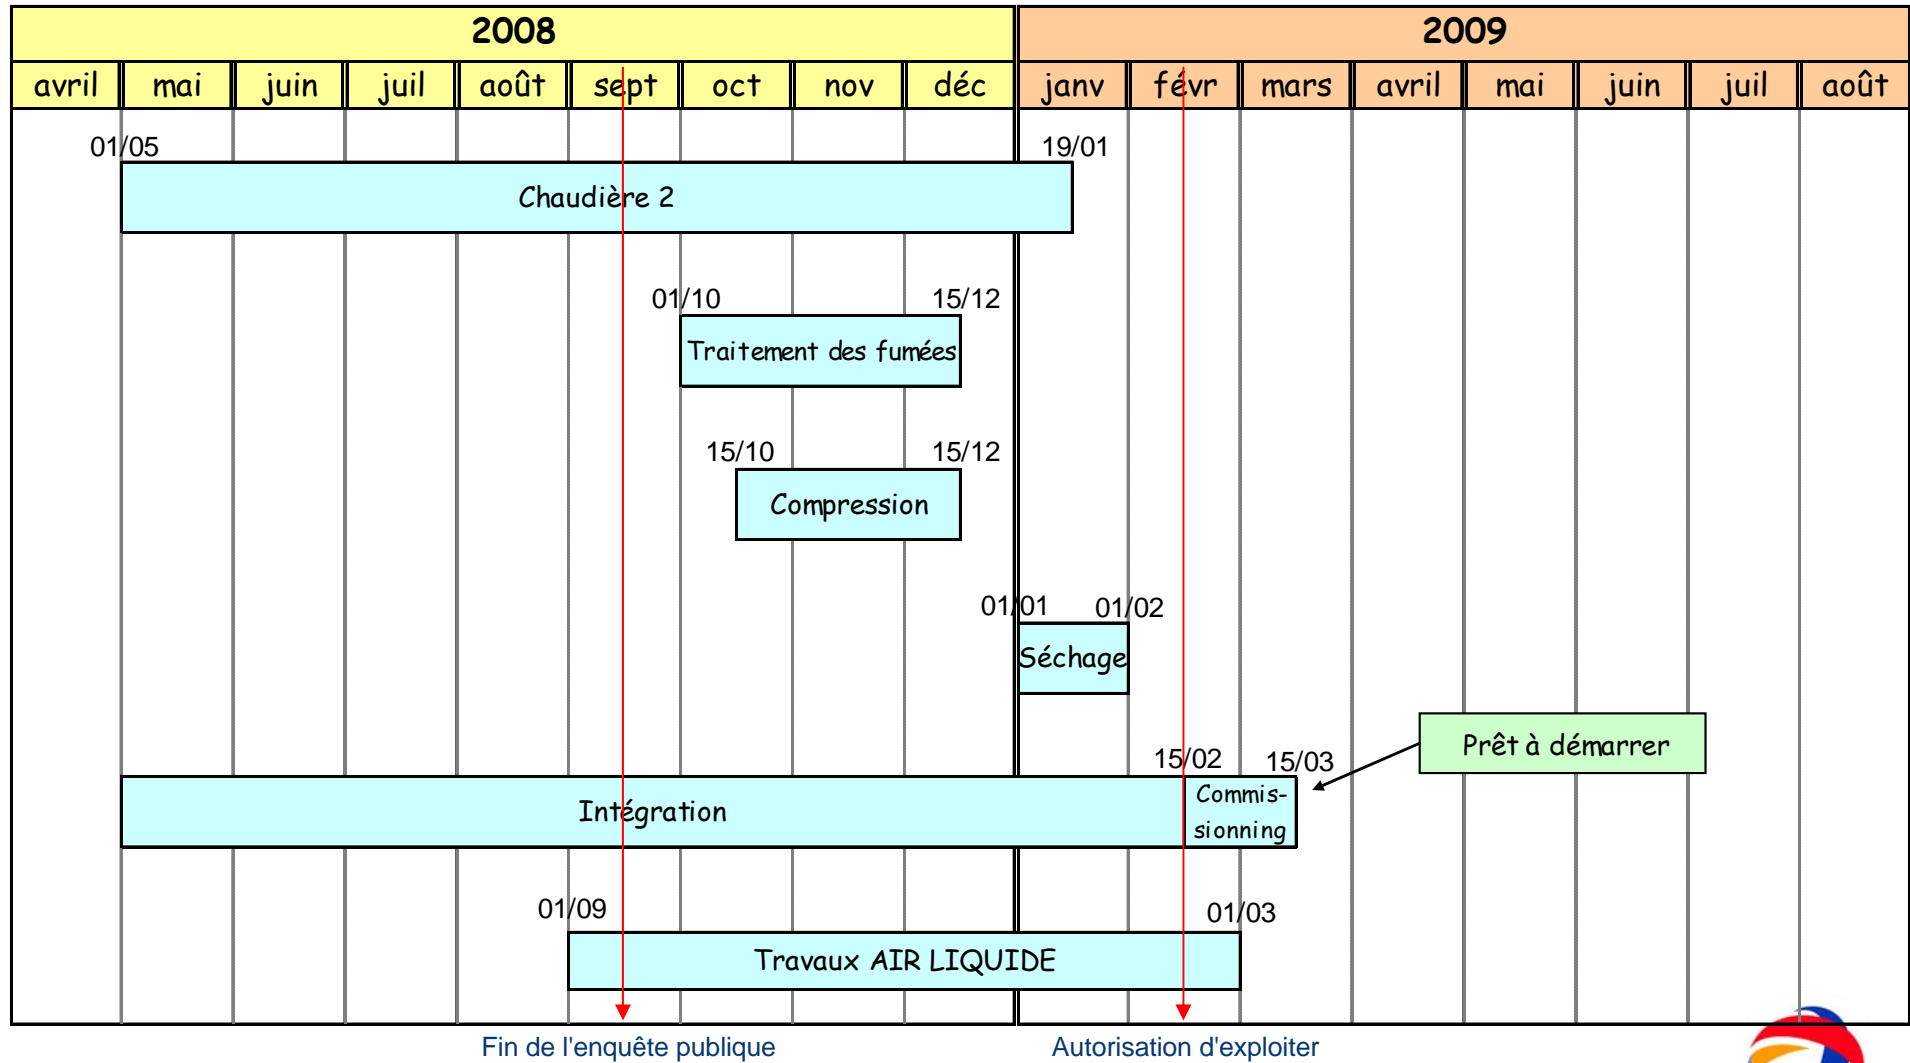 2008 2009
avril mai juin juil août sept oct nov déc janv févr mars avril mai juin juil août
01/05 19/01
Chaudière 2
01/10 15/12
Traitement des fumées
15/10 15/12
Compression
01/01 01/02
Séchage
Prêt à démarrer
15/02 15/03
Intégration
Commis-
sionning
01/09 01/03
Travaux AIR LIQUIDE
Fin de l'enquête publique Autorisation d'exploiter